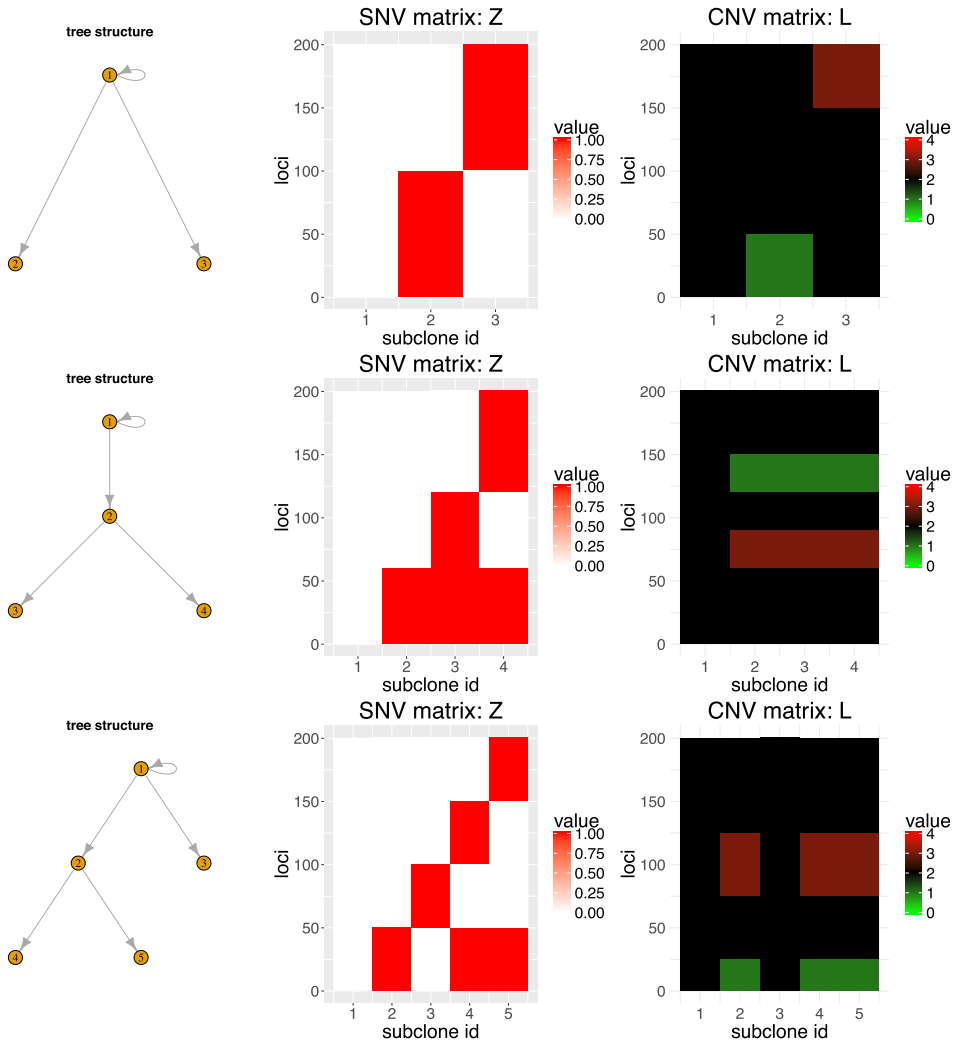 tree structure
1
2
3
SNV matrix: Z
200
150
100
50
0
loci
1 2 3
subclone id
value
1.00
0.75
0.50
0.25
0.00
CNV matrix: L
200
150
100
50
0
loci
1 2 3
subclone id
value
4
3
2
1
0
tree structure
1
2
3
4
SNV matrix: Z
200
150
100
50
0
loci
1 2 3 4
subclone id
value
1.00
0.75
0.50
0.25
0.00
CNV matrix: L
200
150
100
50
0
loci
1 2 3 4
subclone id
value
4
3
2
1
0
tree structure
1
2
3
4
5
SNV matrix: Z
200
150
100
50
0
loci
1 2 3 4 5
subclone id
value
1.00
0.75
0.50
0.25
0.00
CNV matrix: L
200
150
100
50
0
loci
1 2 3 4 5
subclone id
value
4
3
2
1
0